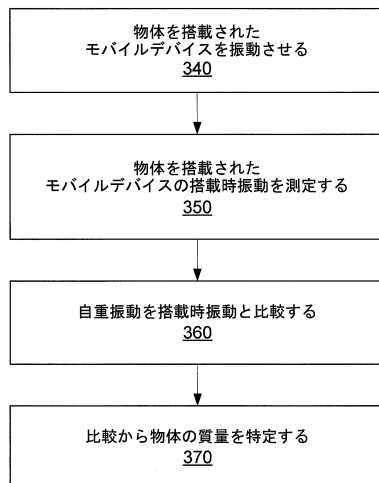 物体を搭載された
モバイルデバイスを振動させる
340
物体を搭載された
モバイルデバイスの搭載時振動を測定する
350
自重振動を搭載時振動と比較する
360
比較から物体の質量を特定する
370